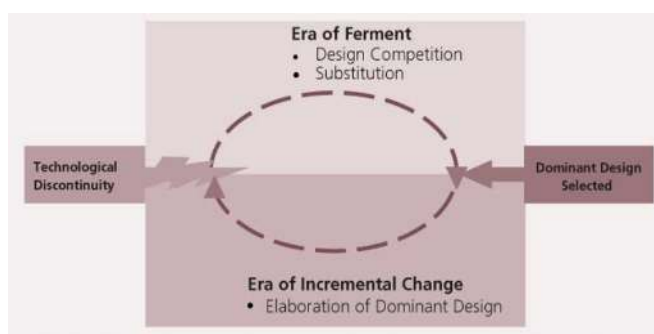 Era of Ferment
• Design Competition
• Substitution
Technological
Discontinuity
Dominant Design
Selected
Era of Incremental Change
• Elaboration of Dominant Design